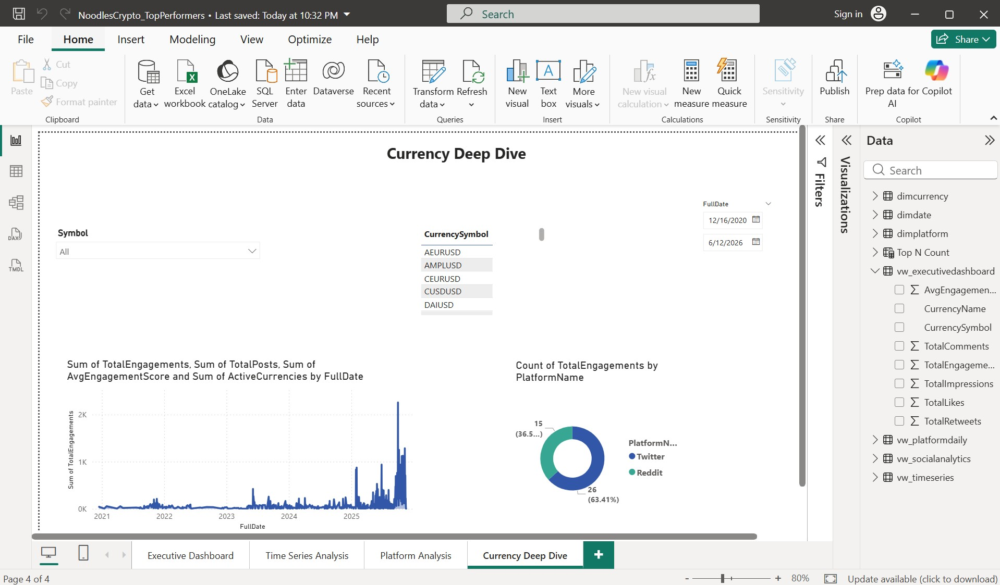 NoodlesCrypto_TopPerformers • Last saved: Today at 10:32 PM
Search
Sign in
File
Home
Insert
Modeling
View
Optimize
Help
Share
Paste
Cut
Copy
Format painter
Clipboard
Get data
Excel workbook
OneLake catalog
SQL Server
Enter data
Dataverse
Recent sources
Data
Transform data
Refresh
Queries
New visual
Text box
More visuals
Insert
New visual calculation
New measure
Quick measure
Calculations
Sensitivity
Sensitivity
Publish
Share
Prep data for AI
Copilot
Copilot
DAX
TMDL
Currency Deep Dive
FullDate
12/16/2020
6/12/2026
Symbol
All
CurrencySymbol
AEURUSD
AMPLUSD
CEURUSD
CUSDUSD
DAIUSD
Sum of TotalEngagements, Sum of TotalPosts, Sum of
AvgEngagementScore and Sum of ActiveCurrencies by FullDate
Sum of TotalEngagements
2K
1K
0K
2021
2022
2023
2024
2025
FullDate
Count of TotalEngagements by
PlatformName
15
(36.5...)
26
(63.41%)
PlatformN...
Twitter
Reddit
Filters
Visualizations
Data
Search
dimcurrency
dimdate
dimplatform
Top N Count
vw_executivedashboard
AvgEngagemen...
CurrencyName
CurrencySymbol
TotalComments
TotalEngageme...
TotalImpressions
TotalLikes
TotalRetweets
vw_platformdaily
vw_socialanalytics
vw_timeseries
Executive Dashboard
Time Series Analysis
Platform Analysis
Currency Deep Dive
Page 4 of 4
80%
Update available (click to download)